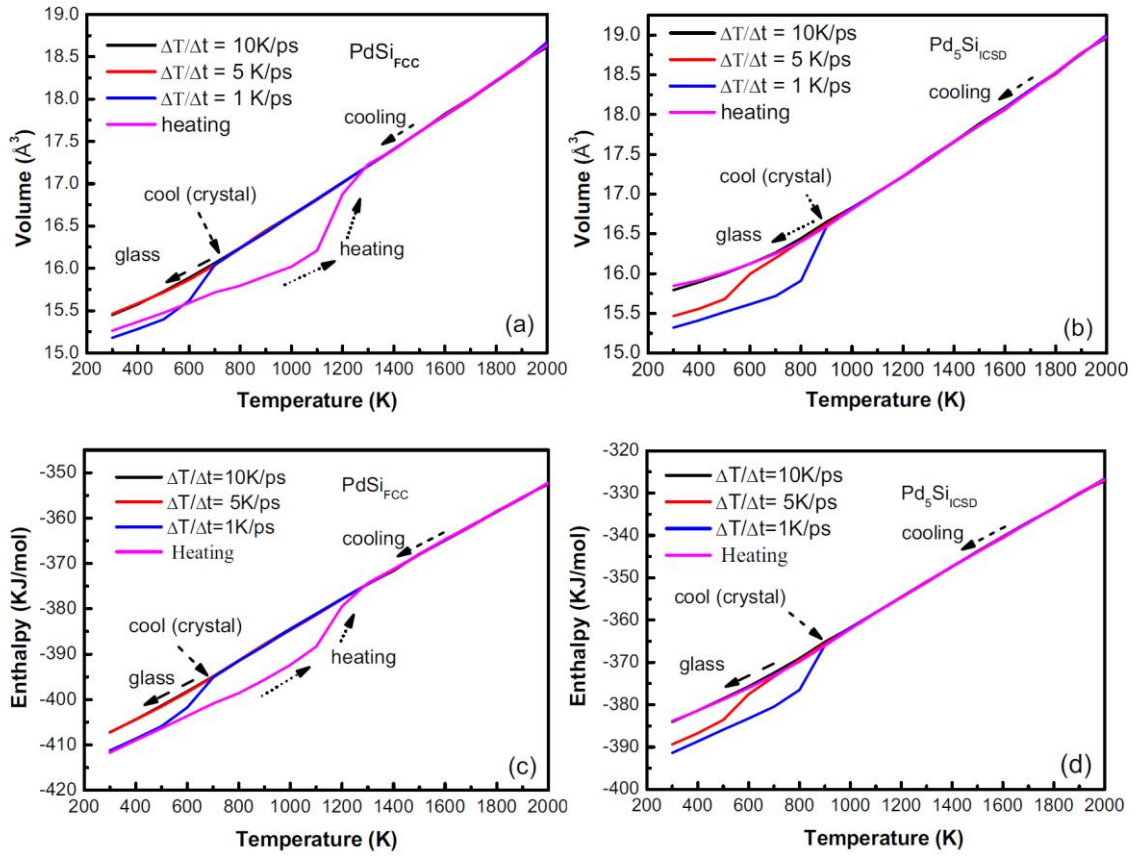 (a)
ΔT/Δt = 10K/ps
ΔT/Δt = 5 K/ps
ΔT/Δt = 1 K/ps
heating
PdSi_FCC
cooling
cool (crystal)
glass
heating
Volume (Å³)
19.0
18.5
18.0
17.5
17.0
16.5
16.0
15.5
15.0
200 400 600 800 1000 1200 1400 1600 1800 2000
Temperature (K)
ΔT/Δt = 10K/ps
ΔT/Δt = 5 K/ps
ΔT/Δt = 1 K/ps
heating
Pd₅Si_ICSD
cooling
cool (crystal)
glass
(b)
Volume (Å³)
19.0
18.5
18.0
17.5
17.0
16.5
16.0
15.5
15.0
200 400 600 800 1000 1200 1400 1600 1800 2000
Temperature (K)
ΔT/Δt=10K/ps
ΔT/Δt= 5K/ps
ΔT/Δt=1K/ps
Heating
PdSi_FCC
cooling
cool (crystal)
glass
heating
(c)
Enthalpy (KJ/mol)
-350
-360
-370
-380
-390
-400
-410
-420
200 400 600 800 1000 1200 1400 1600 1800 2000
Temperature (K)
ΔT/Δt=10K/ps
ΔT/Δt= 5K/ps
ΔT/Δt=1K/ps
Heating
Pd₅Si_ICSD
cooling
cool (crystal)
glass
(d)
Enthalpy (KJ/mol)
-320
-330
-340
-350
-360
-370
-380
-390
-400
200 400 600 800 1000 1200 1400 1600 1800 2000
Temperature (K)